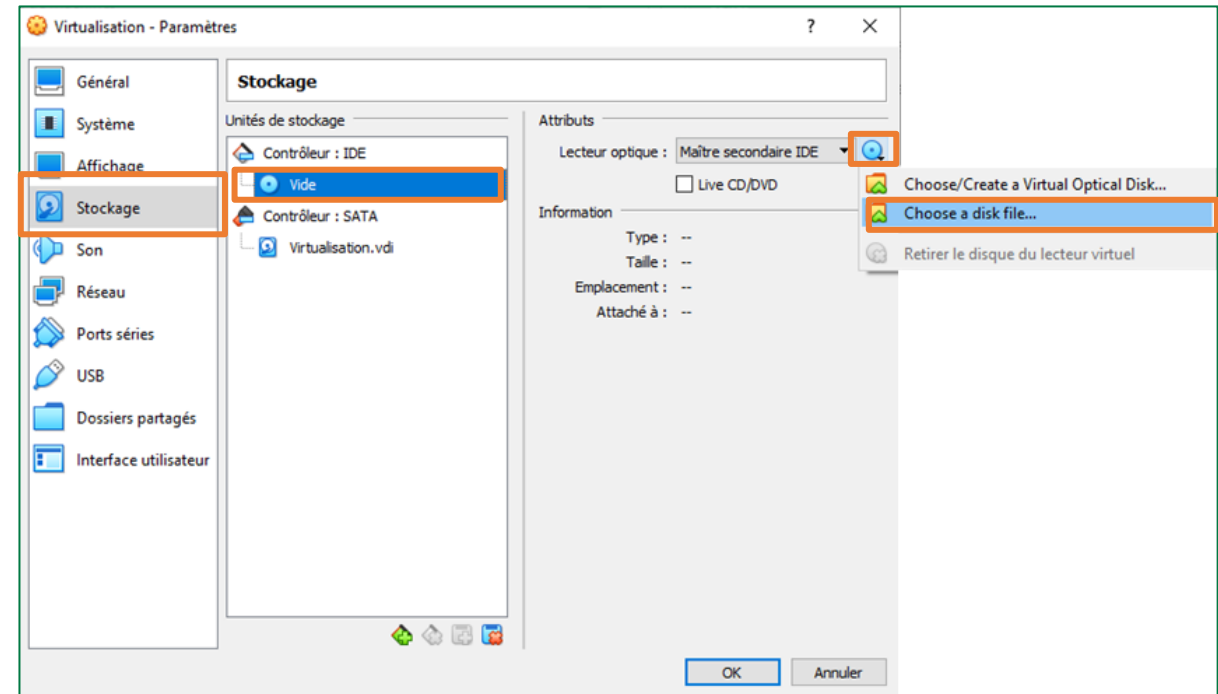 Virtualisation - Paramètres
?
Général
Système
Affichage
Stockage
Son
Réseau
Ports séries
USB
Dossiers partagés
Interface utilisateur
Stockage
Unités de stockage
Contrôleur : IDE
Vide
Contrôleur : SATA
Virtualisation.vdi
Attributs
Lecteur optique : Maître secondaire IDE
Live CD/DVD
Information
Type : --
Taille : --
Emplacement : --
Attaché à : --
Choose/Create a Virtual Optical Disk...
Choose a disk file...
Retirer le disque du lecteur virtuel
OK
Annuler